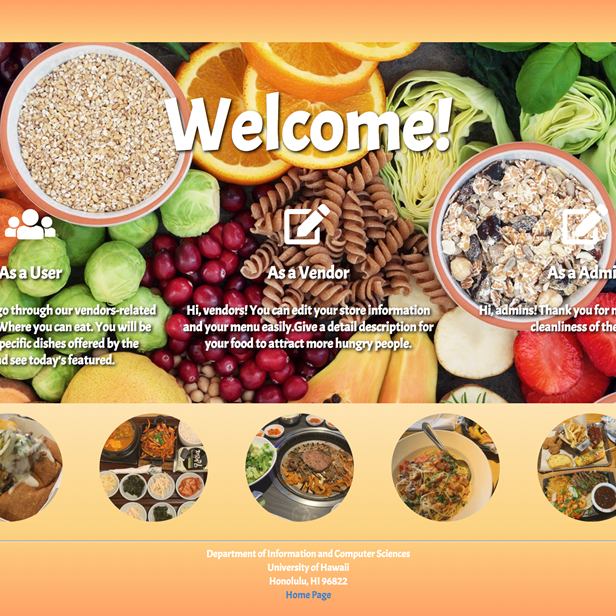 Welcome!
As a User
go through our vendors-related
Where you can eat. You will be
specific dishes offered by the
nd see today's featured.
As a Vendor
Hi, vendors! You can edit your store information
and your menu easily.Give a detail description for
your food to attract more hungry people.
As a Admi
Hi, admins! Thank you for
cleanliness of the
Department of Information and Computer Sciences
University of Hawaii
Honolulu, HI 96822
Home Page